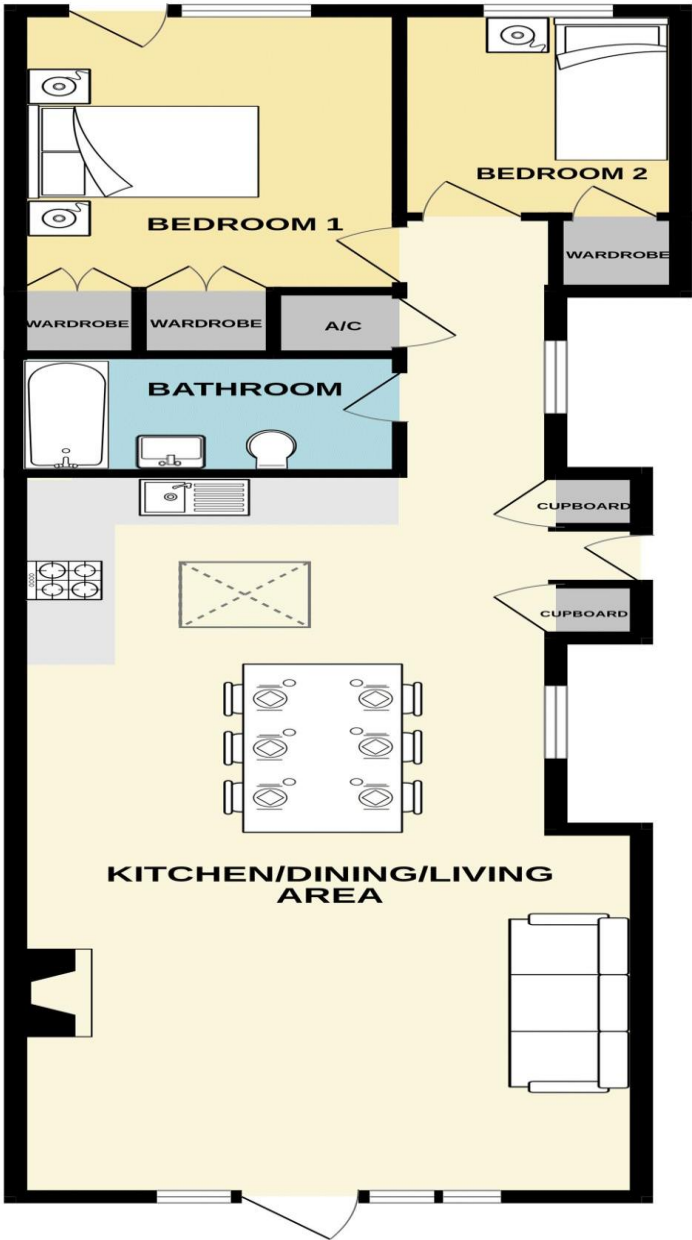 BEDROOM 2
BEDROOM 1
WARDROBE
WARDROBE
WARDROBE
A/C
BATHROOM
CUPBOARD
CUPBOARD
KITCHEN/DINING/LIVING
AREA